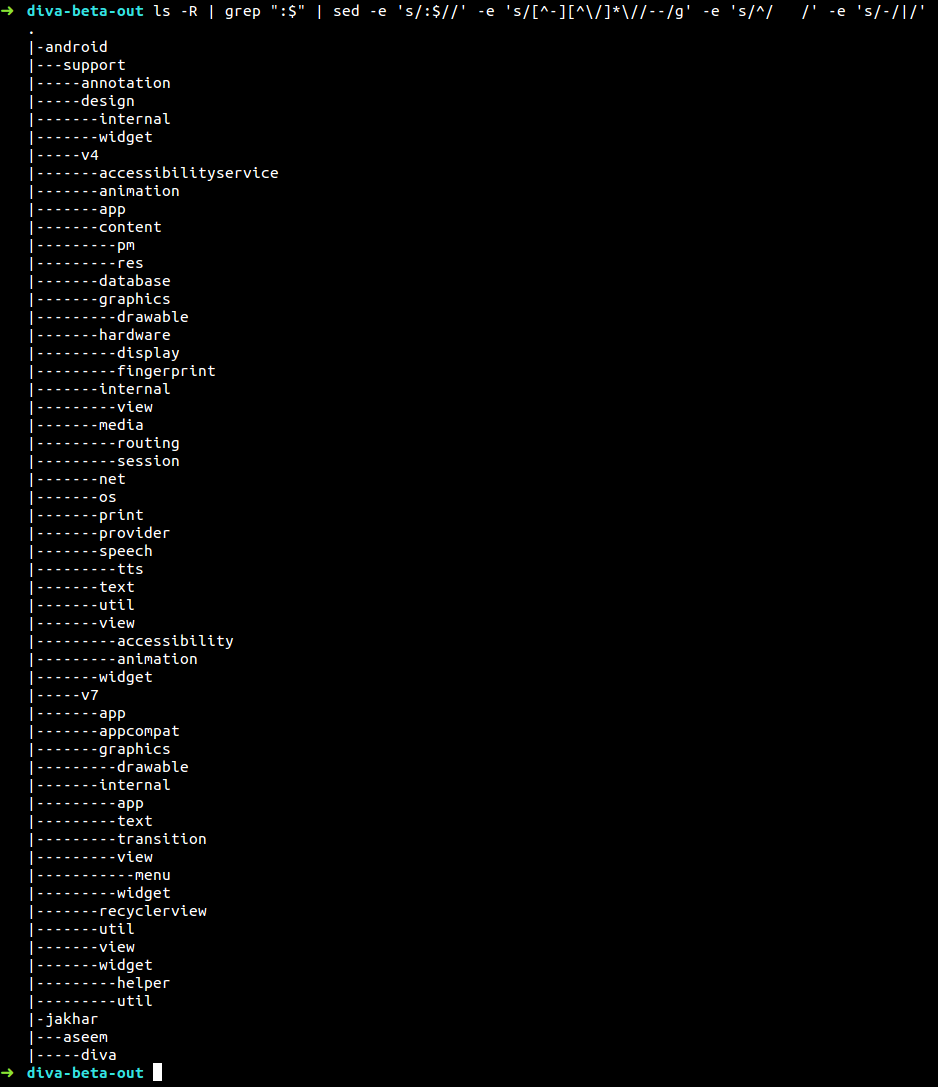 ➜ diva-beta-out ls -R | grep ":$" | sed -e 's/:$//' -e 's/[^-][^\/]*\//--/g' -e 's/^/   /' -e 's/-/|/'
   .
   |-android
   |---support
   |-----annotation
   |-----design
   |-------internal
   |-------widget
   |-----v4
   |-------accessibilityservice
   |-------animation
   |-------app
   |-------content
   |---------pm
   |---------res
   |-------database
   |-------graphics
   |---------drawable
   |-------hardware
   |---------display
   |---------fingerprint
   |-------internal
   |---------view
   |-------media
   |---------routing
   |---------session
   |-------net
   |-------os
   |-------print
   |-------provider
   |-------speech
   |---------tts
   |-------text
   |-------util
   |-------view
   |---------accessibility
   |---------animation
   |-------widget
   |-----v7
   |-------app
   |-------appcompat
   |-------graphics
   |---------drawable
   |-------internal
   |---------app
   |---------text
   |---------transition
   |---------view
   |-----------menu
   |---------widget
   |-------recyclerview
   |-------util
   |-------view
   |-------widget
   |---------helper
   |---------util
   |-jakhar
   |---aseem
   |-----diva
➜ diva-beta-out